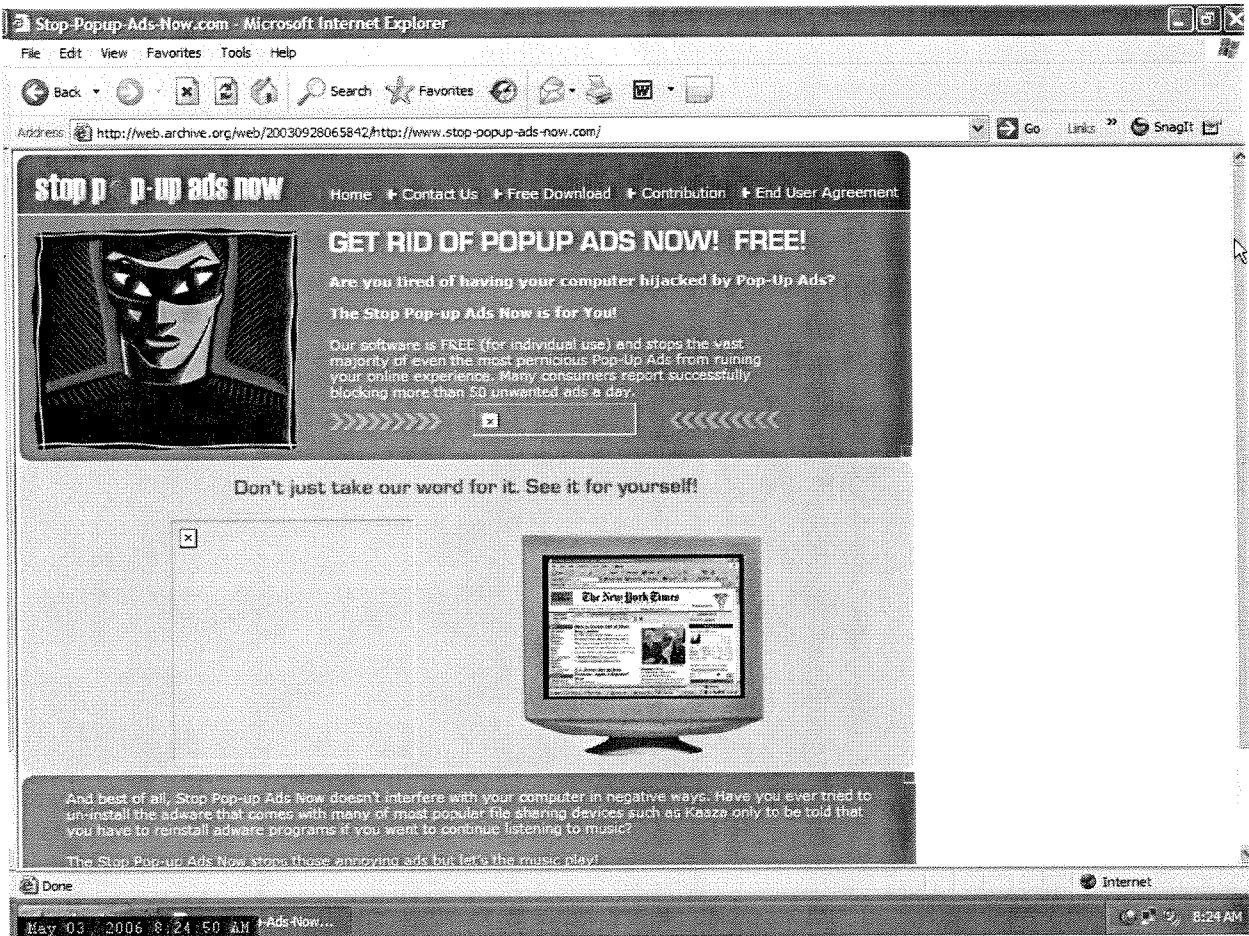 Stop-Popup-Ads-Now.com - Microsoft Internet Explorer
File Edit View Favorites Tools Help
Back Search Favorites
Address http://web.archive.org/web/20030928065842/http://www.stop-popup-ads-now.com/ Go Links » SnagIt
stop p p-up ads now
Home Contact Us Free Download Contribution End User Agreement
GET RID OF POPUP ADS NOW! FREE!
Are you tired of having your computer hijacked by Pop-Up Ads?
The Stop Pop-up Ads Now is for You!
Our software is FREE (for individual use) and stops the vast
majority of even the most pernicious Pop-Up Ads from ruining
your online experience. Many consumers report successfully
blocking more than 50 unwanted ads a day.
Don't just take our word for it. See it for yourself!
The New York Times
And best of all, Stop Pop-up Ads Now doesn't interfere with your computer in negative ways. Have you ever tried to
un-install the adware that comes with many of most popular file sharing devices such as Kaaza only to be told that
you have to reinstall adware programs if you want to continue listening to music?
The Stop Pop-up Ads Now stops those annoying ads but let's the music play!
Done Internet
May 03, 2006 8:24:50 AM -Ads-Now... 8:24 AM